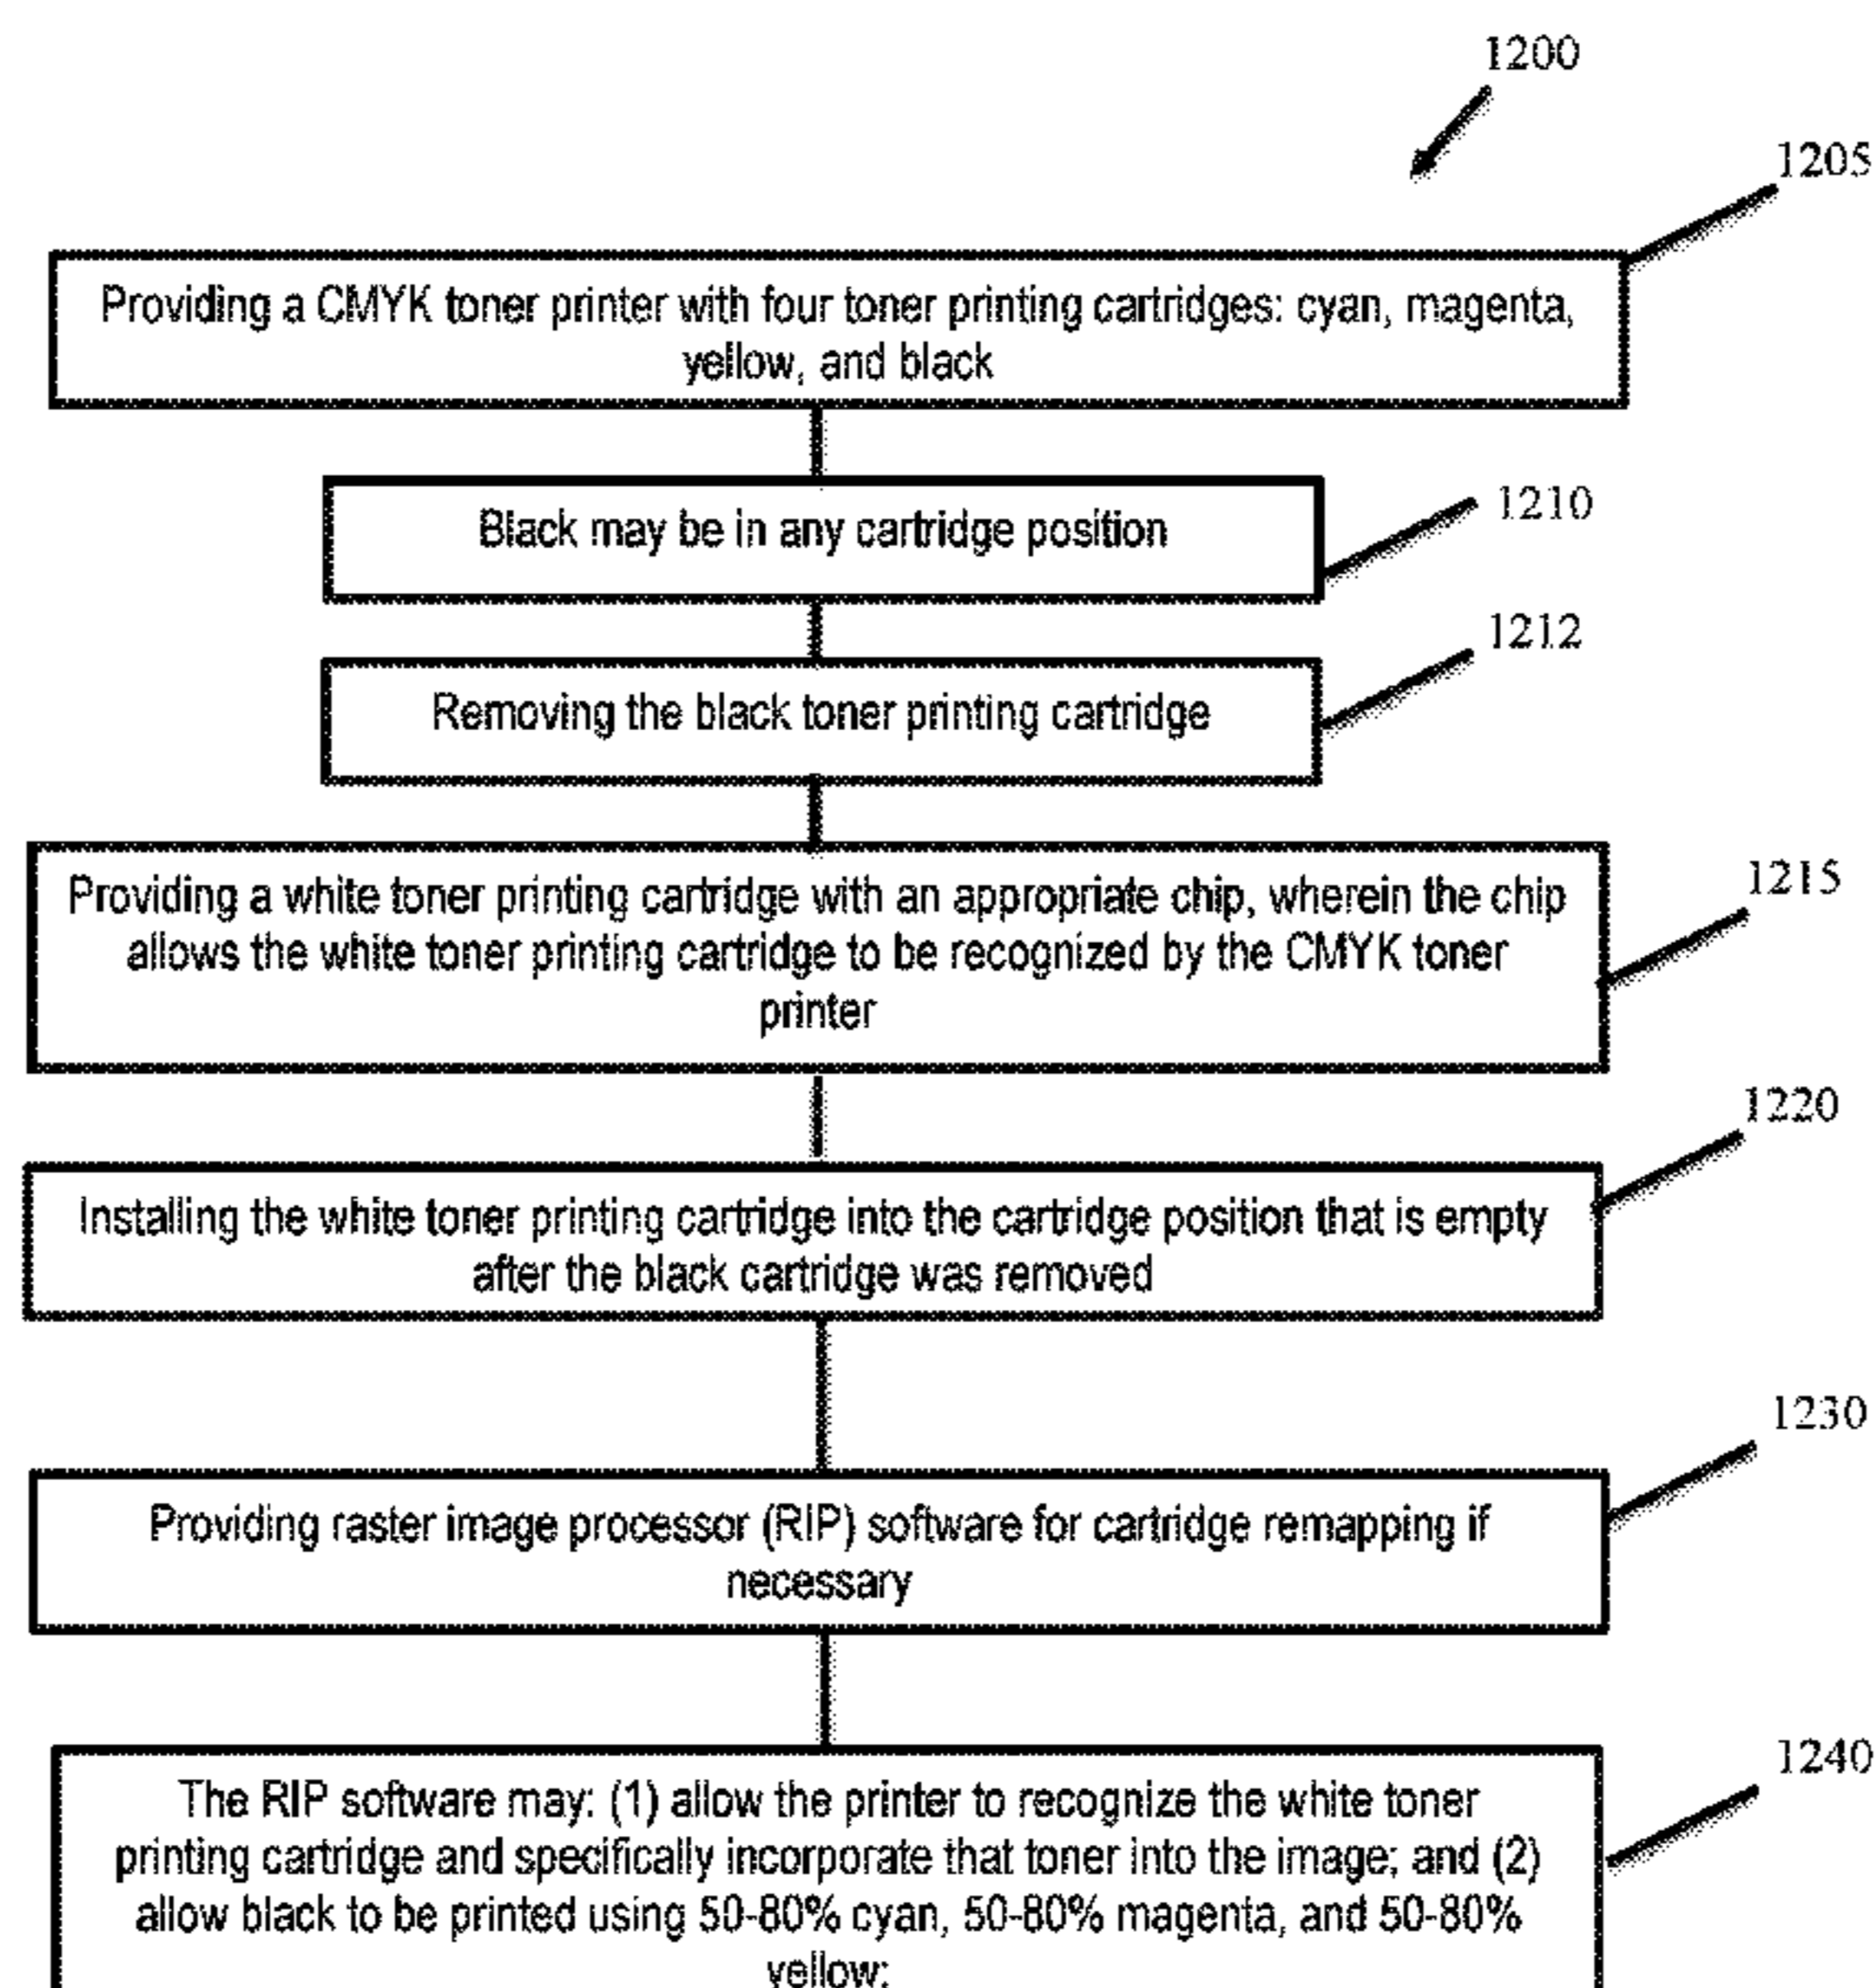 1200
1205
Providing a CMYK toner printer with four toner printing cartridges: cyan, magenta,
yellow, and black
Black may be in any cartridge position
1210
1212
Removing the black toner printing cartridge
1215
Providing a white toner printing cartridge with an appropriate chip, wherein the chip
allows the white toner printing cartridge to be recognized by the CMYK toner
printer
1220
Installing the white toner printing cartridge into the cartridge position that is empty
after the black cartridge was removed
1230
Providing raster image processor (RIP) software for cartridge remapping if
necessary
1240
The RIP software may: (1) allow the printer to recognize the white toner
printing cartridge and specifically incorporate that toner into the image; and (2)
allow black to be printed using 50-80% cyan, 50-80% magenta, and 50-80%
yellow;